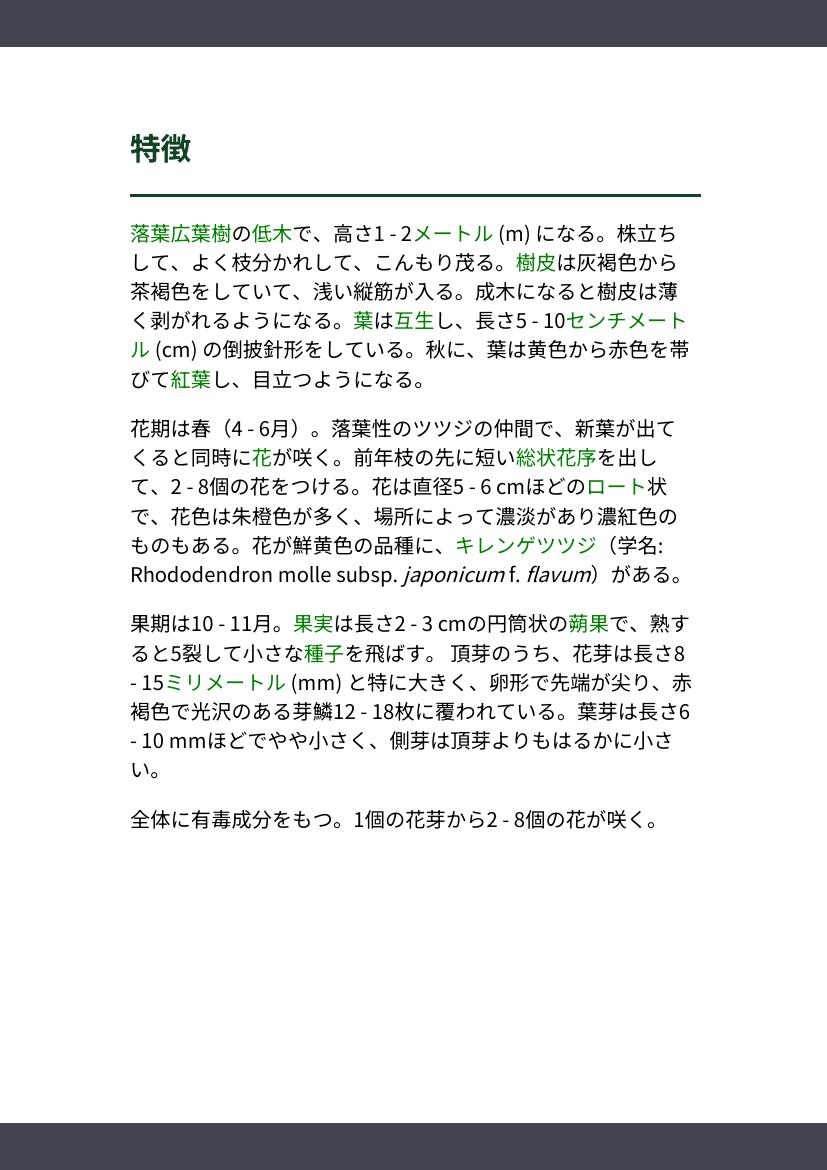 特徴
落葉広葉樹の低木で、高さ1 - 2メートル (m) になる。株立ち
して、よく枝分かれして、こんもり茂る。樹皮は灰褐色から
茶褐色をしていて、浅い縦筋が入る。成木になると樹皮は薄
く剥がれるようになる。葉は互生し、長さ5 - 10センチメート
ル (cm) の倒披針形をしている。秋に、葉は黄色から赤色を帯
びて紅葉し、目立つようになる。
花期は春（4 - 6月）。落葉性のツツジの仲間で、新葉が出て
くると同時に花が咲く。前年枝の先に短い総状花序を出し
て、2 - 8個の花をつける。花は直径5 - 6 cmほどのロート状
で、花色は朱橙色が多く、場所によって濃淡があり濃紅色の
ものもある。花が鮮黄色の品種に、キレンゲツツジ（学名:
Rhododendron molle subsp. japonicum f. flavum）がある。
果期は10 - 11月。果実は長さ2 - 3 cmの円筒状の蒴果で、熟す
ると5裂して小さな種子を飛ばす。 頂芽のうち、花芽は長さ8
- 15ミリメートル (mm) と特に大きく、卵形で先端が尖り、赤
褐色で光沢のある芽鱗12 - 18枚に覆われている。葉芽は長さ6
- 10 mmほどでやや小さく、側芽は頂芽よりもはるかに小さ
い。
全体に有毒成分をもつ。1個の花芽から2 - 8個の花が咲く。